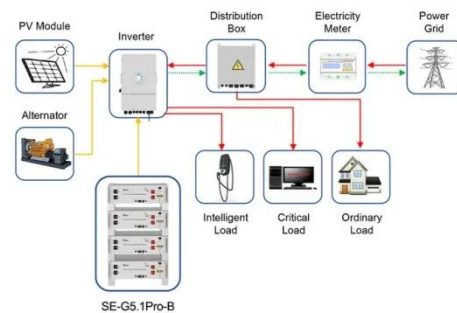 PV Module
Inverter
Distribution
Box
Electricity
Meter
Power
Grid
Alternator
Intelligent
Load
Critical
Load
Ordinary
Load
SE-G5.1Pro-B